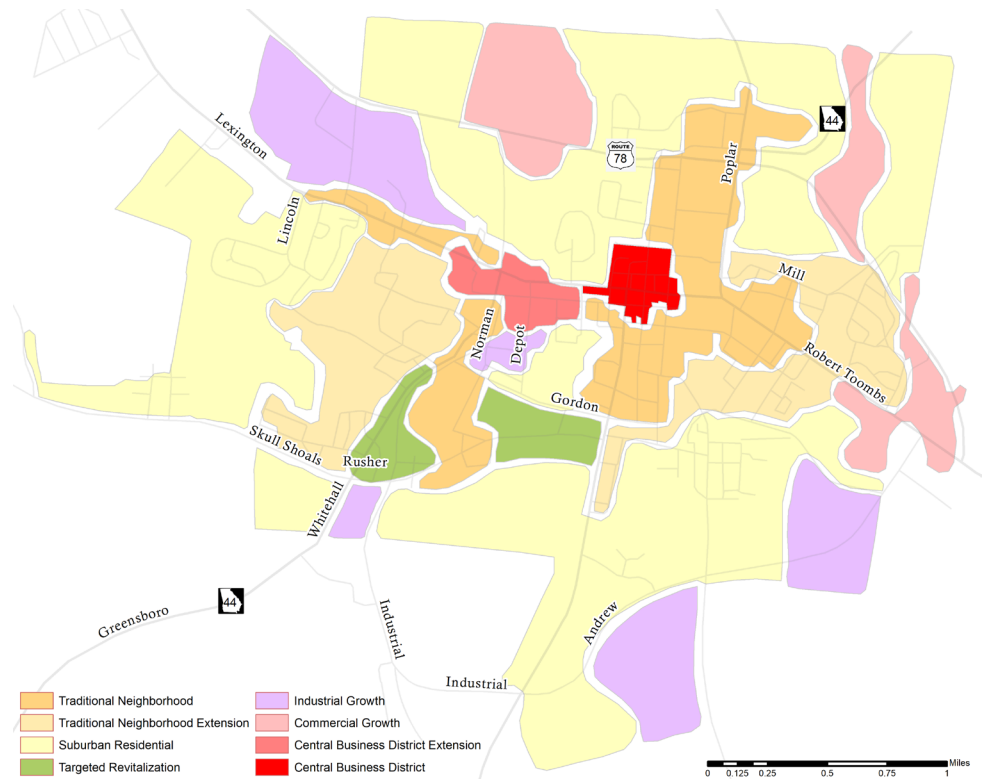 44
Lexington
ROUTE
78
Poplar
Lincoln
Mill
Norman
Depot
Robert Toombs
Gordon
Skull Shoals
Rusher
Whitehall
44
Greensboro
Industrial
Andrew
Industrial
Traditional Neighborhood
Traditional Neighborhood Extension
Suburban Residential
Targeted Revitalization
Industrial Growth
Commercial Growth
Central Business District Extension
Central Business District
Miles
0 0.125 0.25 0.5 0.75 1